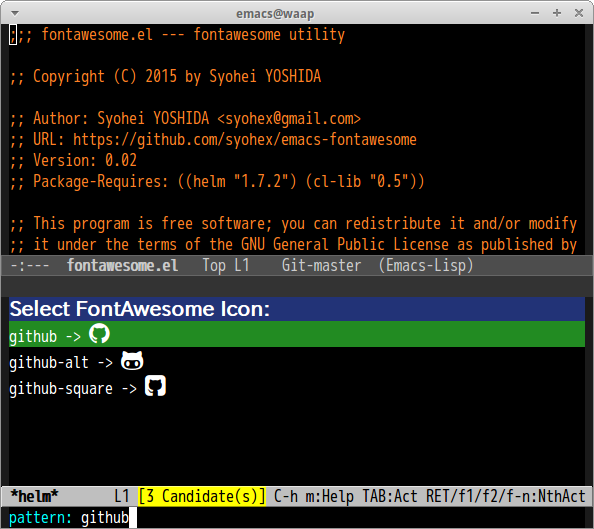 emacs@waap
;;; fontawesome.el --- fontawesome utility
;; Copyright (C) 2015 by Syohei YOSHIDA
;; Author: Syohei YOSHIDA <syohex@gmail.com>
;; URL: https://github.com/syohex/emacs-fontawesome
;; Version: 0.02
;; Package-Requires: ((helm "1.7.2") (cl-lib "0.5"))
;; This program is free software; you can redistribute it and/or modify
;; it under the terms of the GNU General Public License as published by
-:---  fontawesome.el   Top L1    Git-master  (Emacs-Lisp)
Select FontAwesome Icon:
github ->
github-alt ->
github-square ->
*helm*       L1 [3 Candidate(s)] C-h m:Help TAB:Act RET/f1/f2/f-n:NthAct
pattern: github